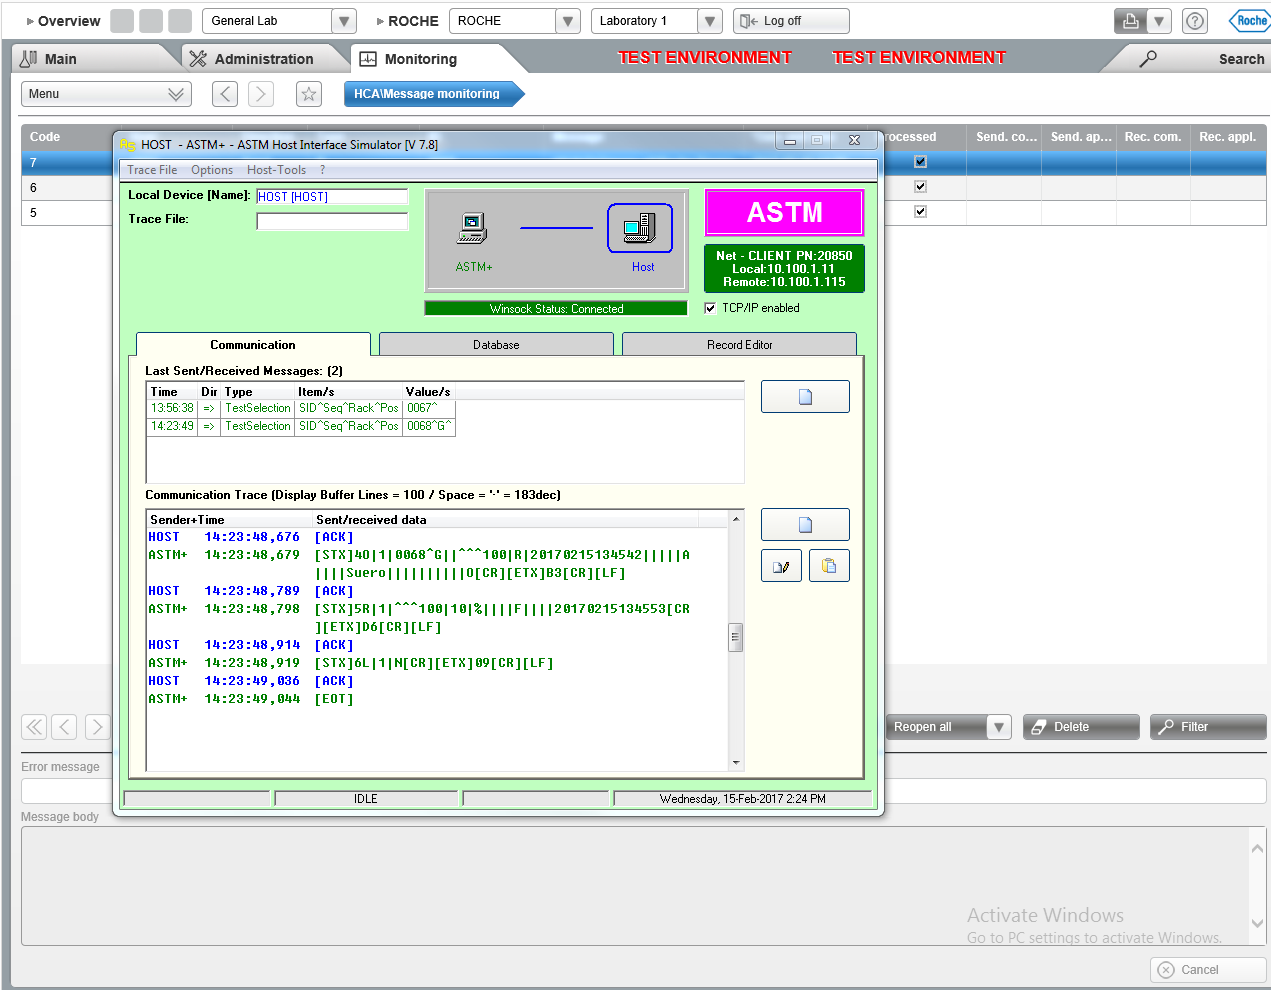 Overview
General Lab
ROCHE
ROCHE
Laboratory 1
Log off
Roche
Main
Administration
Monitoring
TEST ENVIRONMENT
TEST ENVIRONMENT
Search
Menu
HCA\Message monitoring
Code
rocessed
Send. co...
Send. ap...
Rec. com.
Rec. appl.
7
6
5
HOST - ASTM+ - ASTM Host Interface Simulator [V 7.8]
Trace File Options Host-Tools ?
Local Device [Name]: HOST [HOST]
Trace File:
ASTM+
Host
Winsock Status: Connected
ASTM
Net - CLIENT PN:20850
Local:10.100.1.11
Remote:10.100.1.115
TCP/IP enabled
Communication
Database
Record Editor
Last Sent/Received Messages: (2)
Time Dir Type Item/s Value/s
13:56:38 => TestSelection SID^Seq^Rack^Pos 0067^
14:23:49 => TestSelection SID^Seq^Rack^Pos 0068^G^
Communication Trace (Display Buffer Lines = 100 / Space = '·' = 183dec)
Sender+Time Sent/received data
HOST 14:23:48,676 [ACK]
ASTM+ 14:23:48,679 [STX]4O|1|0068^G||^^^100|R|20170215134542|||||A
||||Suero||||||||||O[CR][ETX]B3[CR][LF]
HOST 14:23:48,789 [ACK]
ASTM+ 14:23:48,798 [STX]5R|1|^^^100|10|%||||F||||20170215134553[CR
][ETX]D6[CR][LF]
HOST 14:23:48,914 [ACK]
ASTM+ 14:23:48,919 [STX]6L|1|N[CR][ETX]09[CR][LF]
HOST 14:23:49,036 [ACK]
ASTM+ 14:23:49,044 [EOT]
IDLE
Wednesday, 15-Feb-2017 2:24 PM
Reopen all
Delete
Filter
Error message
Message body
Activate Windows
Go to PC settings to activate Windows.
Cancel